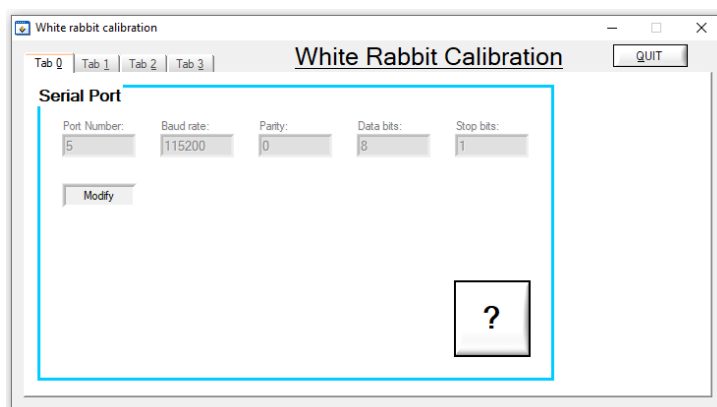 White rabbit calibration
White Rabbit Calibration
QUIT
Tab 0 Tab 1 Tab 2 Tab 3
Serial Port
Port Number: Baud rate: Parity: Data bits: Stop bits:
5 115200 0 8 1
Modify
?